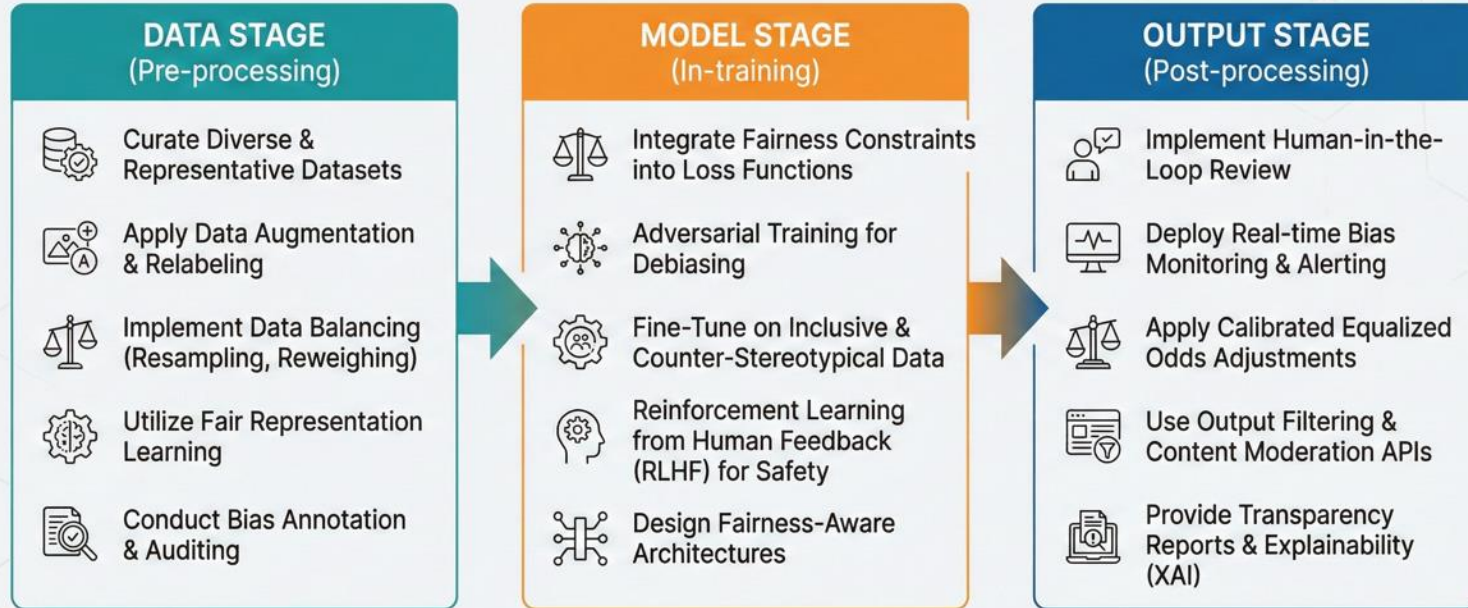 DATA STAGE
(Pre-processing)
Curate Diverse &
Representative Datasets
Apply Data Augmentation
& Relabeling
Implement Data Balancing
(Resampling, Reweighing)
Utilize Fair Representation
Learning
Conduct Bias Annotation
& Auditing
MODEL STAGE
(In-training)
Integrate Fairness Constraints
into Loss Functions
Adversarial Training for
Debiasing
Fine-Tune on Inclusive &
Counter-Stereotypical Data
Reinforcement Learning
from Human Feedback
(RLHF) for Safety
Design Fairness-Aware
Architectures
OUTPUT STAGE
(Post-processing)
Implement Human-in-the-
Loop Review
Deploy Real-time Bias
Monitoring & Alerting
Apply Calibrated Equalized
Odds Adjustments
Use Output Filtering &
Content Moderation APIs
Provide Transparency
Reports & Explainability
(XAI)